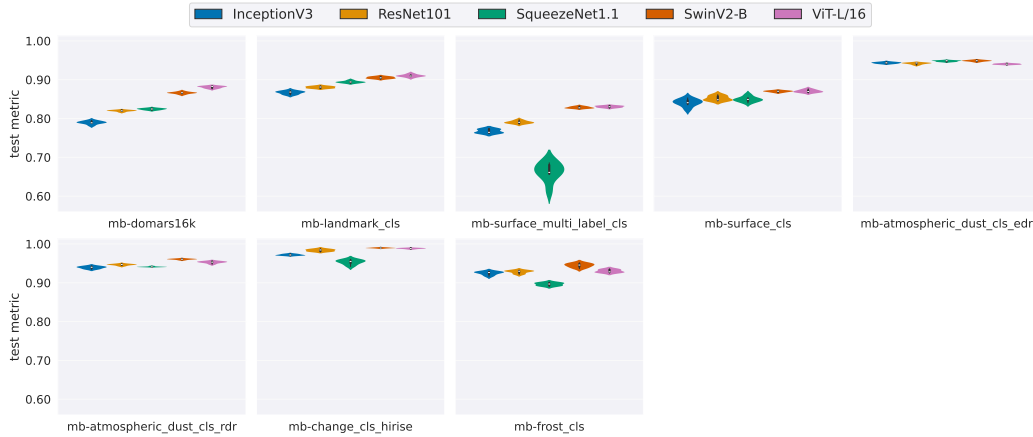 InceptionV3 ResNet101 SqueezeNet1.1 SwinV2-B ViT-L/16
1.00
0.90
0.80
0.70
0.60
test metric
mb-domars16k mb-landmark_cls mb-surface_multi_label_cls mb-surface_cls mb-atmospheric_dust_cls_edr
1.00
0.90
0.80
0.70
0.60
test metric
mb-atmospheric_dust_cls_rdr mb-change_cls_hirise mb-frost_cls